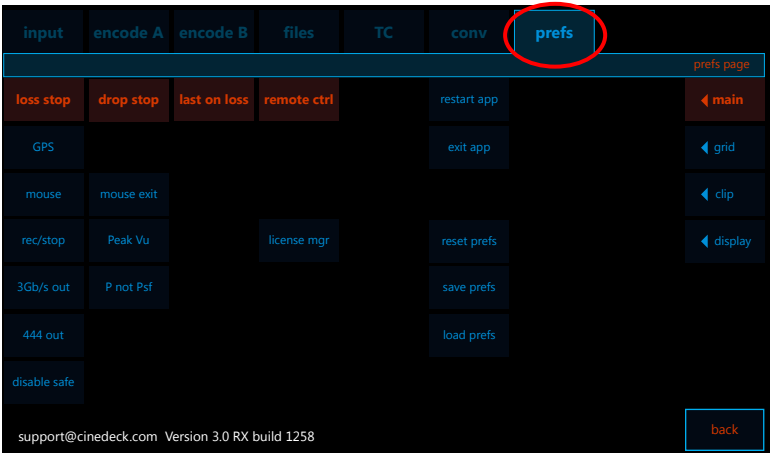 input encode A encode B files TC conv prefs
prefs page
loss stop drop stop last on loss remote ctrl restart app main
GPS exit app grid
mouse mouse exit clip
rec/stop Peak Vu license mgr reset prefs display
3Gb/s out P not Psf save prefs
444 out load prefs
disable safe
support@cinedeck.com Version 3.0 RX build 1258 back